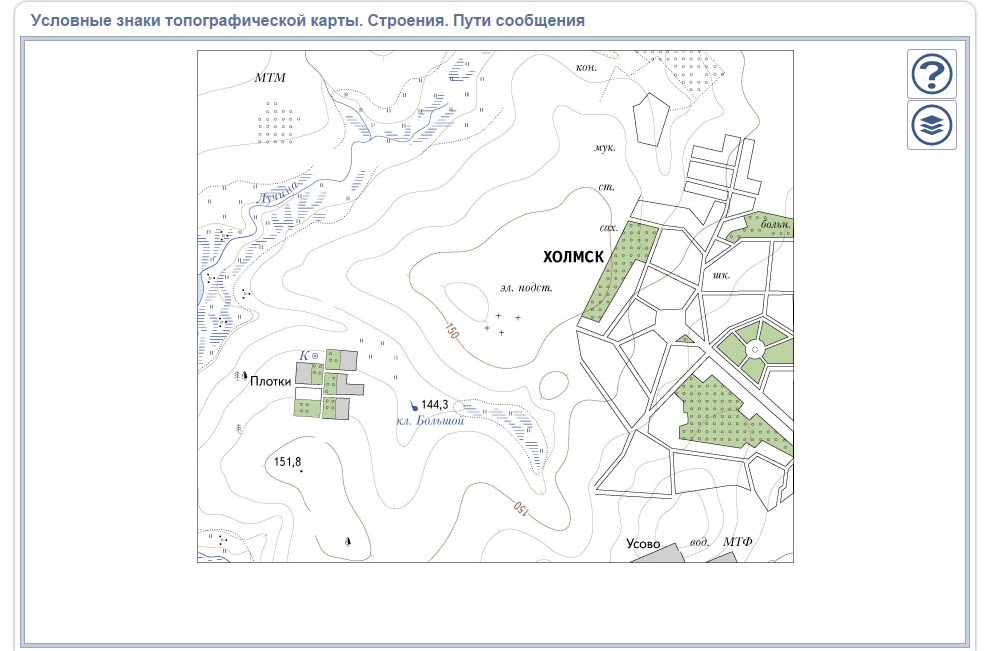 Условные знаки топографической карты. Строения. Пути сообщения
?
кон.
МТМ
мук.
ст.
Лучина
сах.
больн.
ХОЛМСК
шк.
эл. подст.
150
К
Плотки
144,3
кл. Большой
151,8
150
Усово
вод.
МТФ